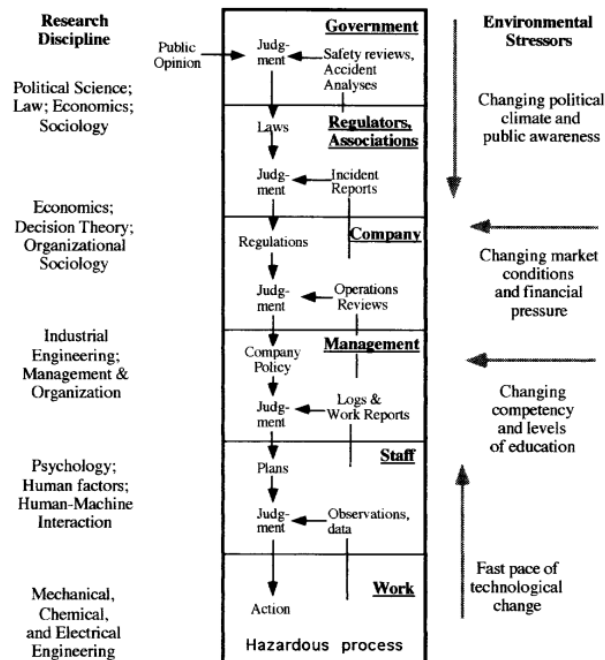 Research
Discipline
Political Science;
Law; Economics;
Sociology
Economics;
Decision Theory;
Organizational
Sociology
Industrial
Engineering;
Management &
Organization
Psychology;
Human factors;
Human-Machine
Interaction
Mechanical,
Chemical,
and Electrical
Engineering
Public
Opinion
Government
Judg-
ment
Safety reviews,
Accident
Analyses
Regulators,
Associations
Laws
Judg-
ment
Incident
Reports
Company
Regulations
Judg-
ment
Operations
Reviews
Management
Company
Policy
Judg-
ment
Logs &
Work Reports
Staff
Plans
Judg-
ment
Observations,
data
Work
Action
Hazardous process
Environmental
Stressors
Changing political
climate and
public awareness
Changing market
conditions
and financial
pressure
Changing
competency
and levels
of education
Fast pace of
technological
change